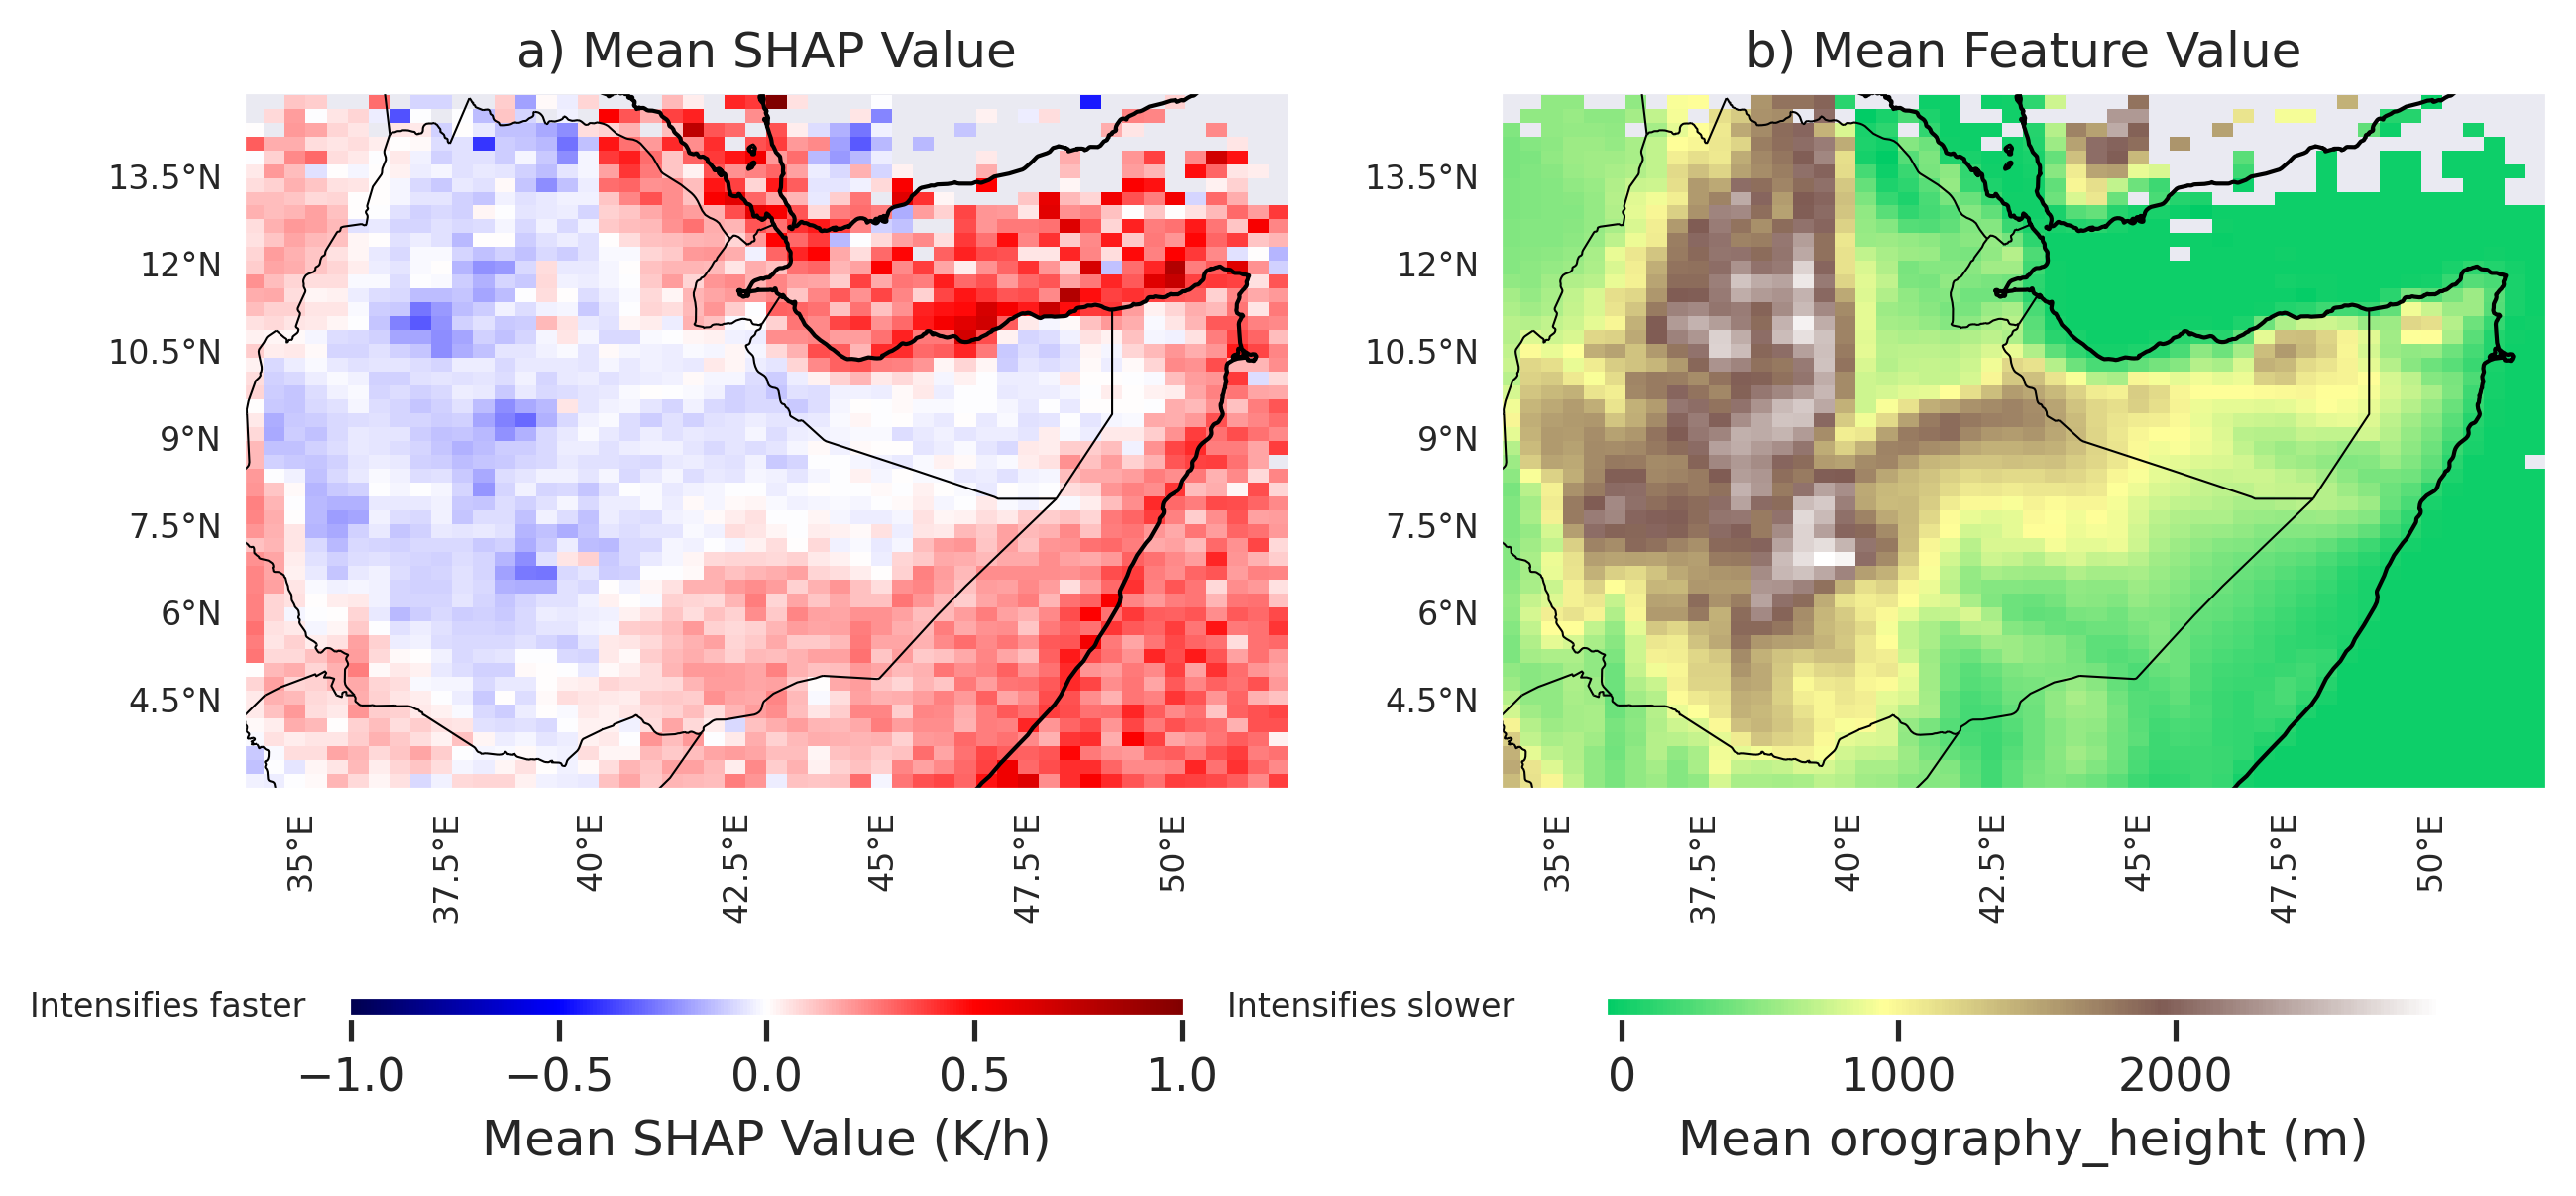 a) Mean SHAP Value
13.5°N
12°N
10.5°N
9°N
7.5°N
6°N
4.5°N
35°E
37.5°E
40°E
42.5°E
45°E
47.5°E
50°E
Intensifies faster
Intensifies slower
−1.0
−0.5
0.0
0.5
1.0
Mean SHAP Value (K/h)
b) Mean Feature Value
13.5°N
12°N
10.5°N
9°N
7.5°N
6°N
4.5°N
35°E
37.5°E
40°E
42.5°E
45°E
47.5°E
50°E
0
1000
2000
Mean orography_height (m)